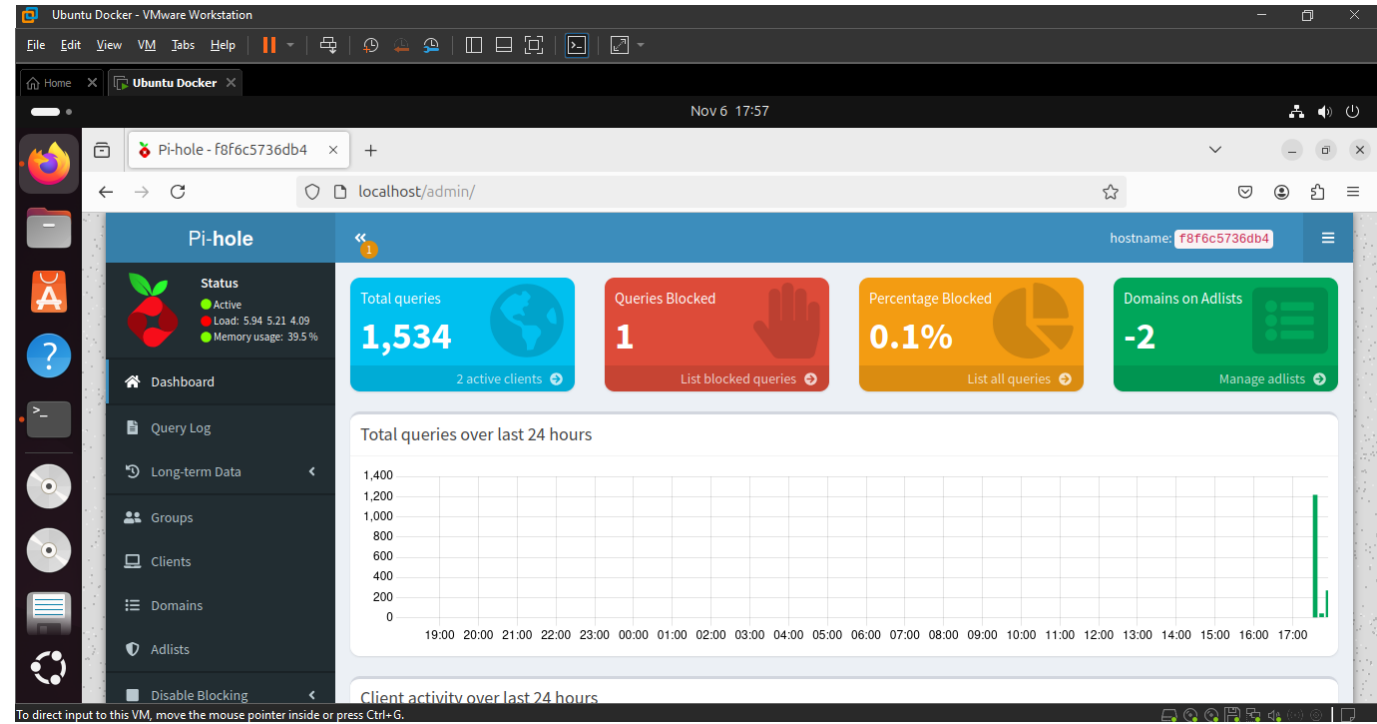 Ubuntu Docker - VMware Workstation
File Edit View VM Tabs Help
Home Ubuntu Docker
Nov 6 17:57
Pi-hole - f8f6c5736db4
localhost/admin/
Pi-hole
1
hostname: f8f6c5736db4
Status
Active
Load: 5.94 5.21 4.09
Memory usage: 39.5 %
Dashboard
Query Log
Long-term Data
Groups
Clients
Domains
Adlists
Disable Blocking
Total queries
1,534
2 active clients
Queries Blocked
1
List blocked queries
Percentage Blocked
0.1%
List all queries
Domains on Adlists
-2
Manage adlists
Total queries over last 24 hours
1,400
1,200
1,000
800
600
400
200
0
19:00 20:00 21:00 22:00 23:00 00:00 01:00 02:00 03:00 04:00 05:00 06:00 07:00 08:00 09:00 10:00 11:00 12:00 13:00 14:00 15:00 16:00 17:00
Client activity over last 24 hours
To direct input to this VM, move the mouse pointer inside or press Ctrl+G.